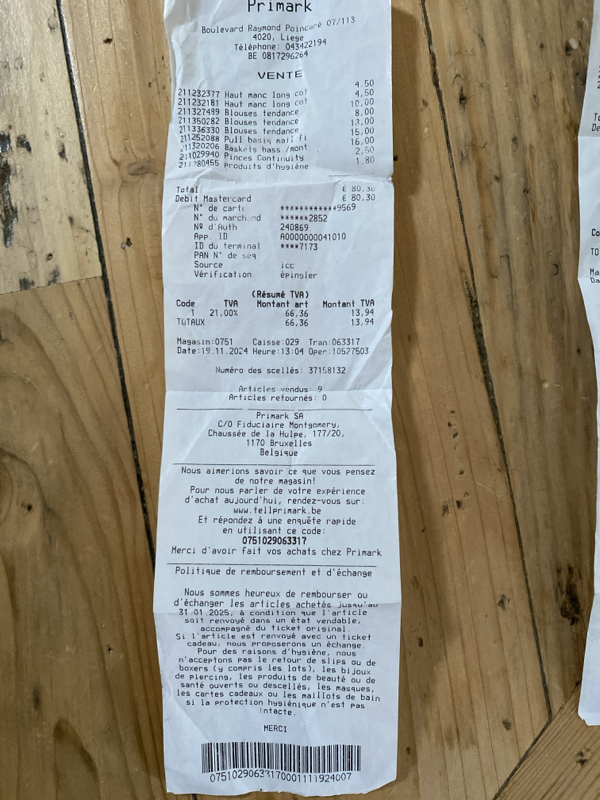 Primark
Boulevard Raymond Poincaré 07/113
4020, Liege
Téléphone: 043422194
BE 0817296264
VENTE
211232377 Haut manc long col 4.50
211232181 Haut manc long col 4,50
211327499 Blouses tendance 10,00
211350282 Blouses tendance 8,00
211336330 Blouses tendance 13,00
211252088 Pull basiq mail fi 15,00
211320206 Baskets bass./mont 16,00
211029940 Pinces Continuity 2,50
211280455 Produits d'hygiène 1.80
Total € 80,30
Debit Mastercard € 80,30
N° de carte ************9569
N° du marchand ******2852
Nº d'Auth 240869
App. ID A0000000041010
ID du terminal ****7173
PAN N° de séq
Source icc
Vérification épingler
(Résumé TVA)
Code TVA Montant art Montant TVA
1 21,00% 66,36 13,94
TOTAUX 66,36 13,94
Magasin:0751 Caisse:029 Tran:063317
Date:19.11.2024 Heure:13:04 Oper:10527503
Numéro des scellés: 37158132
Articles vendus: 9
Articles retournés: 0
Primark SA
C/O Fiduciaire Montgomery,
Chaussée de la Hulpe, 177/20,
1170 Bruxelles
Belgique
Nous aimerions savoir ce que vous pensez
de notre magasin!
Pour nous parler de votre expérience
d'achat aujourd'hui, rendez-vous sur:
www.tellprimark.be
Et répondez à une enquête rapide
en utilisant ce code:
0751029063317
Merci d'avoir fait vos achats chez Primark
Politique de remboursement et d'échange
Nous sommes heureux de rembourser ou
d'échanger les articles achetés jusqu'au
31.01.2025, à condition que l'article
soit renvoyé dans un état vendable,
accompagné du ticket original.
Si l'article est renvoyé avec un ticket
cadeau, nous proposerons un échange.
Pour des raisons d'hygiène, nous
n'acceptons pas le retour de slips ou de
boxers (y compris les lots), les bijoux
de piercing, les produits de beauté ou de
santé ouverts ou descellés, les masques,
les cartes cadeaux ou les maillots de bain
si la protection hygiénique n'est pas
intacte.
MERCI
07510290633170001111924007